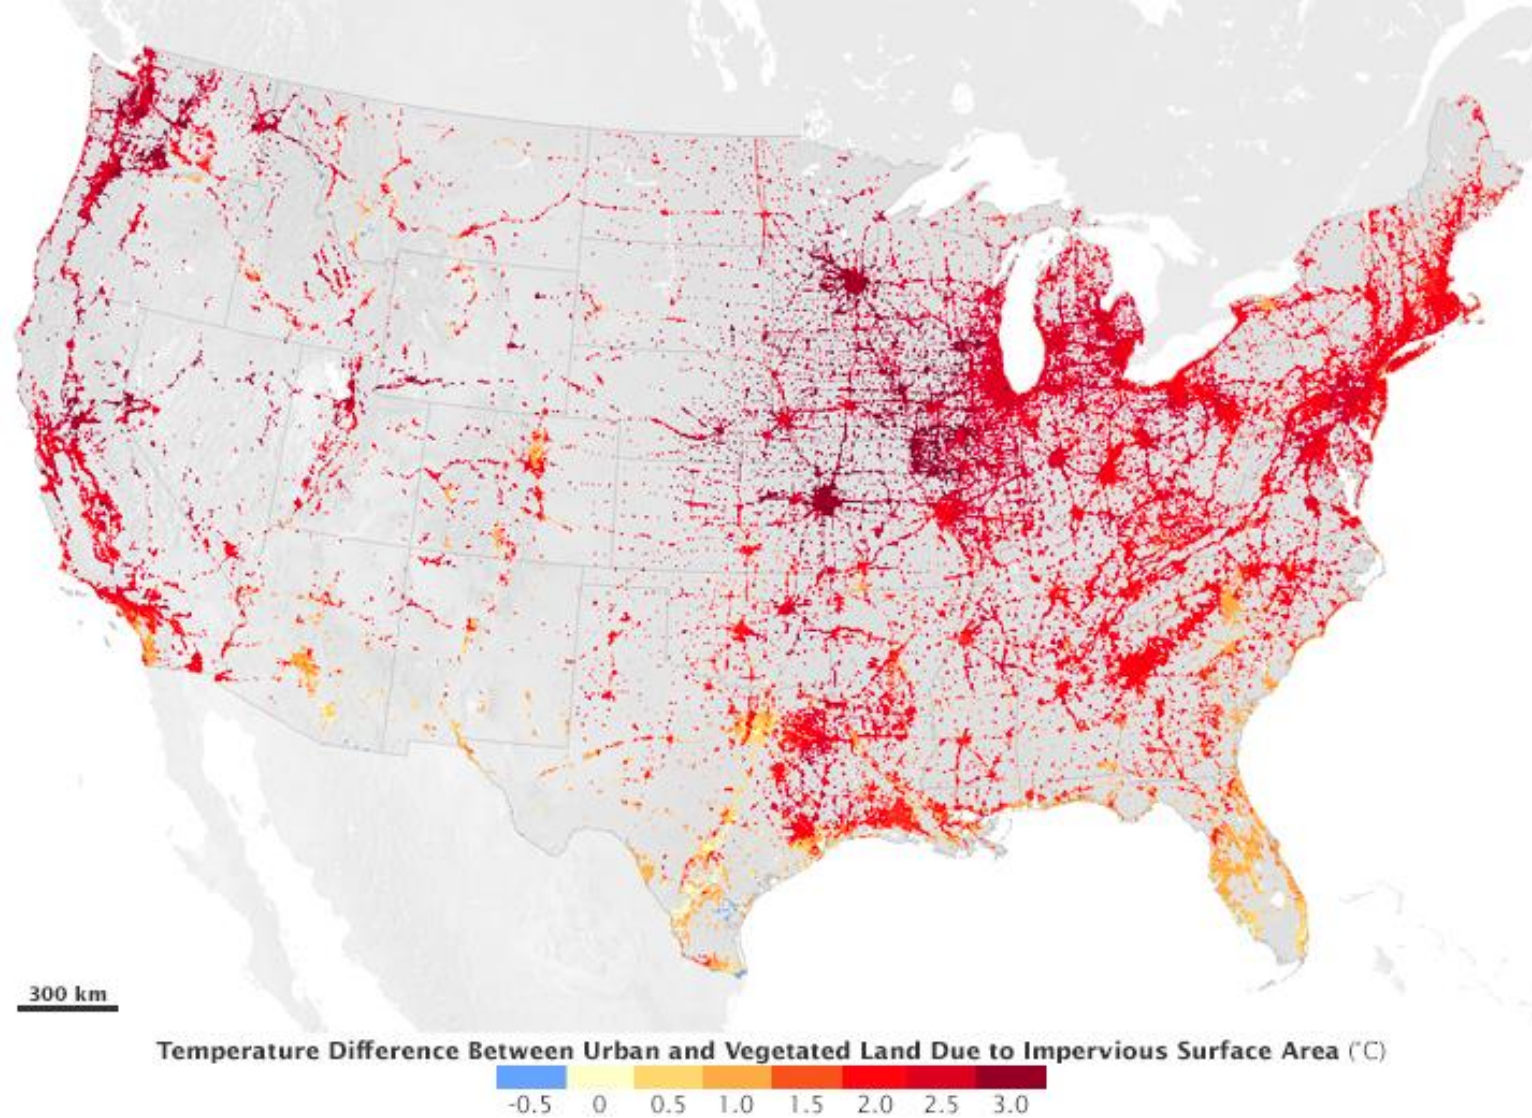 300 km
Temperature Difference Between Urban and Vegetated Land Due to Impervious Surface Area (°C)
-0.5 0 0.5 1.0 1.5 2.0 2.5 3.0